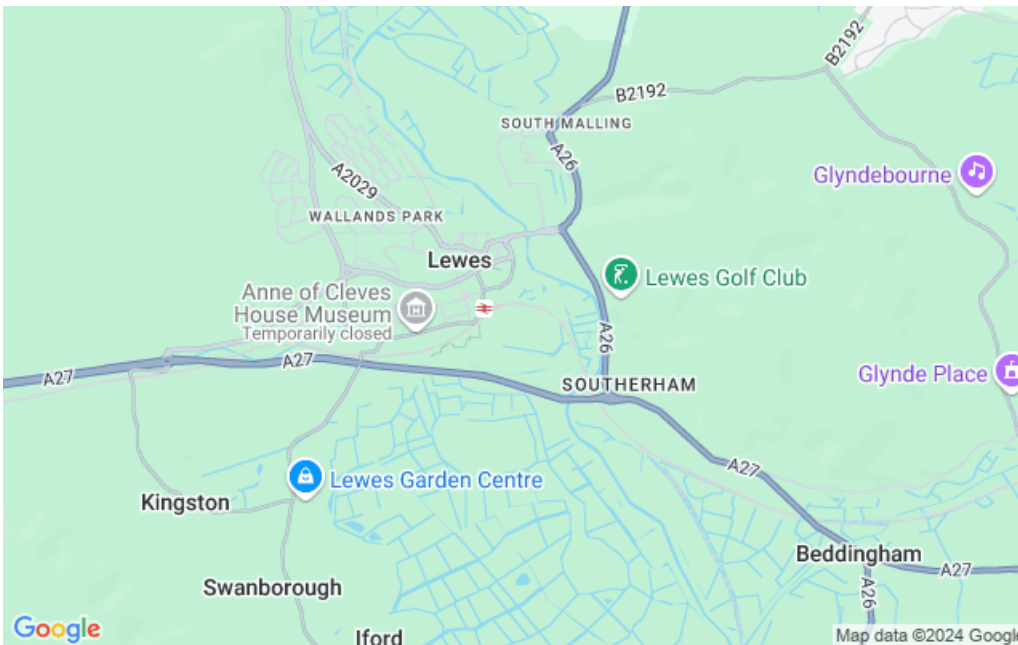 B2192
B2192
SOUTH MALLING
A26
A2029
Glyndebourne
WALLANDS PARK
Lewes
Lewes Golf Club
Anne of Cleves
House Museum
Temporarily closed
A26
A27
A27
SOUTHERHAM
Glynde Place
A27
Lewes Garden Centre
Kingston
Beddingham
A27
Swanborough
A26
Google
Iford
Map data ©2024 Google